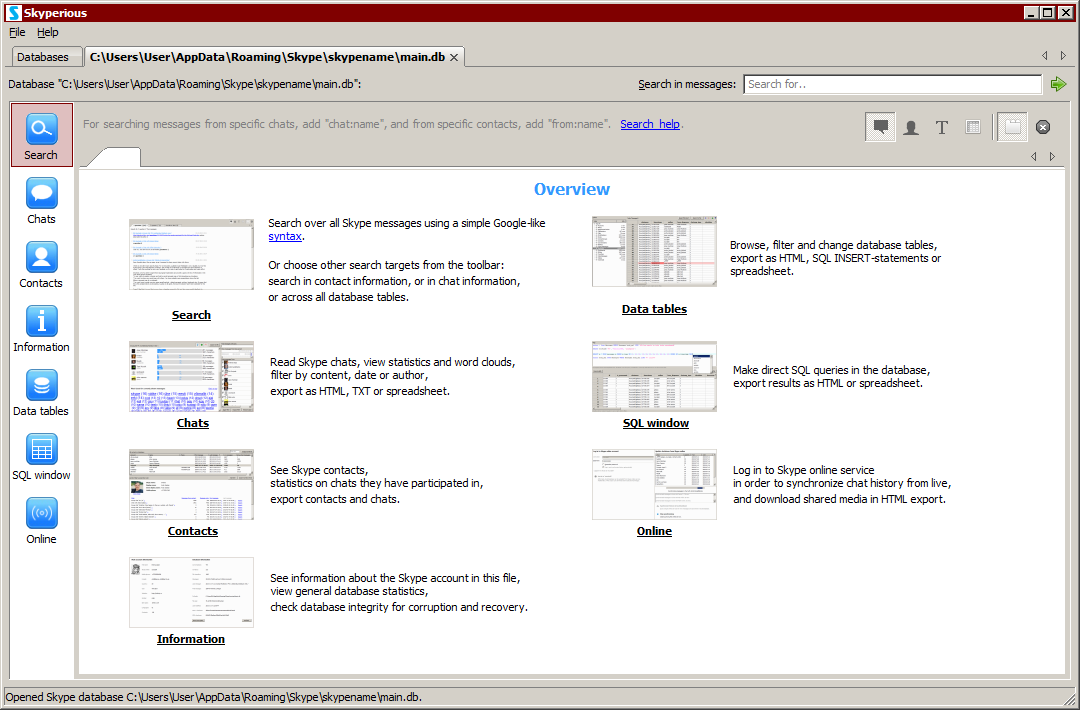 Skyperious
File Help
Databases C:\Users\User\AppData\Roaming\Skype\skypename\main.db
Database "C:\Users\User\AppData\Roaming\Skype\skypename\main.db":
Search in messages: Search for..
For searching messages from specific chats, add "chat:name", and from specific contacts, add "from:name". Search help.
Search
Chats
Contacts
Information
Data tables
SQL window
Online
Overview
Search over all Skype messages using a simple Google-like
syntax.
Or choose other search targets from the toolbar:
search in contact information, or in chat information,
or across all database tables.
Search
Browse, filter and change database tables,
export as HTML, SQL INSERT-statements or
spreadsheet.
Data tables
Read Skype chats, view statistics and word clouds,
filter by content, date or author,
export as HTML, TXT or spreadsheet.
Chats
Make direct SQL queries in the database,
export results as HTML or spreadsheet.
SQL window
See Skype contacts,
statistics on chats they have participated in,
export contacts and chats.
Contacts
Log in to Skype online service
in order to synchronize chat history from live,
and download shared media in HTML export.
Online
See information about the Skype account in this file,
view general database statistics,
check database integrity for corruption and recovery.
Information
Opened Skype database C:\Users\User\AppData\Roaming\Skype\skypename\main.db.